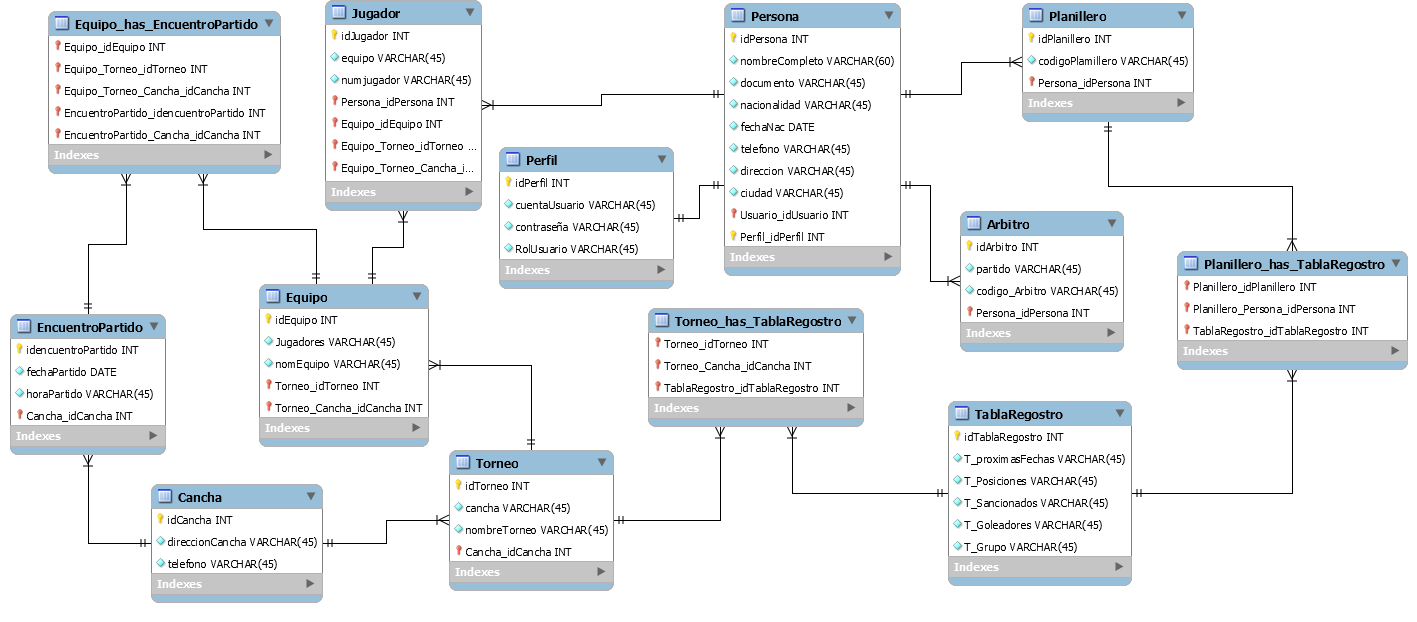 Equipo_has_EncuentroPartido
Equipo_idEquipo INT
Equipo_Torneo_idTorneo INT
Equipo_Torneo_Cancha_idCancha INT
EncuentroPartido_idencuentroPartido INT
EncuentroPartido_Cancha_idCancha INT
Indexes
Jugador
idJugador INT
equipo VARCHAR(45)
numjugador VARCHAR(45)
Persona_idPersona INT
Equipo_idEquipo INT
Equipo_Torneo_idTorneo ...
Equipo_Torneo_Cancha_i...
Indexes
Persona
idPersona INT
nombreCompleto VARCHAR(60)
documento VARCHAR(45)
nacionalidad VARCHAR(45)
fechaNac DATE
telefono VARCHAR(45)
direccion VARCHAR(45)
ciudad VARCHAR(45)
Usuario_idUsuario INT
Perfil_idPerfil INT
Indexes
Planillero
idPlanillero INT
codigoPlamillero VARCHAR(45)
Persona_idPersona INT
Indexes
Perfil
idPerfil INT
cuentaUsuario VARCHAR(45)
contraseña VARCHAR(45)
RolUsuario VARCHAR(45)
Indexes
Arbitro
idArbitro INT
partido VARCHAR(45)
codigo_Arbitro VARCHAR(45)
Persona_idPersona INT
Indexes
Planillero_has_TablaRegostro
Planillero_idPlanillero INT
Planillero_Persona_idPersona INT
TablaRegostro_idTablaRegostro INT
Indexes
EncuentroPartido
idencuentroPartido INT
fechaPartido DATE
horaPartido VARCHAR(45)
Cancha_idCancha INT
Indexes
Equipo
idEquipo INT
Jugadores VARCHAR(45)
nomEquipo VARCHAR(45)
Torneo_idTorneo INT
Torneo_Cancha_idCancha INT
Indexes
Torneo_has_TablaRegostro
Torneo_idTorneo INT
Torneo_Cancha_idCancha INT
TablaRegostro_idTablaRegostro INT
Indexes
TablaRegostro
idTablaRegostro INT
T_proximasFechas VARCHAR(45)
T_Posiciones VARCHAR(45)
T_Sancionados VARCHAR(45)
T_Goleadores VARCHAR(45)
T_Grupo VARCHAR(45)
Indexes
Cancha
idCancha INT
direccionCancha VARCHAR(45)
telefono VARCHAR(45)
Indexes
Torneo
idTorneo INT
cancha VARCHAR(45)
nombreTorneo VARCHAR(45)
Cancha_idCancha INT
Indexes